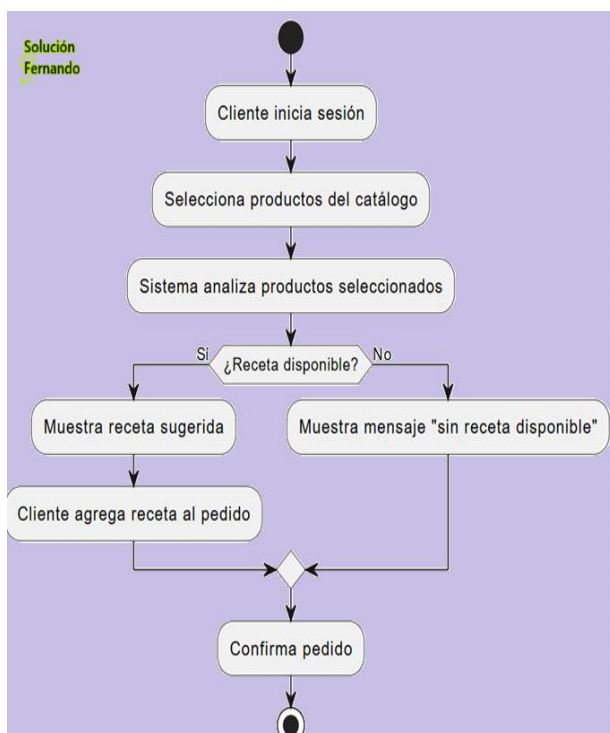 Solución
Fernando
Cliente inicia sesión
Selecciona productos del catálogo
Sistema analiza productos seleccionados
Sí
¿Receta disponible?
No
Muestra receta sugerida
Muestra mensaje "sin receta disponible"
Cliente agrega receta al pedido
Confirma pedido